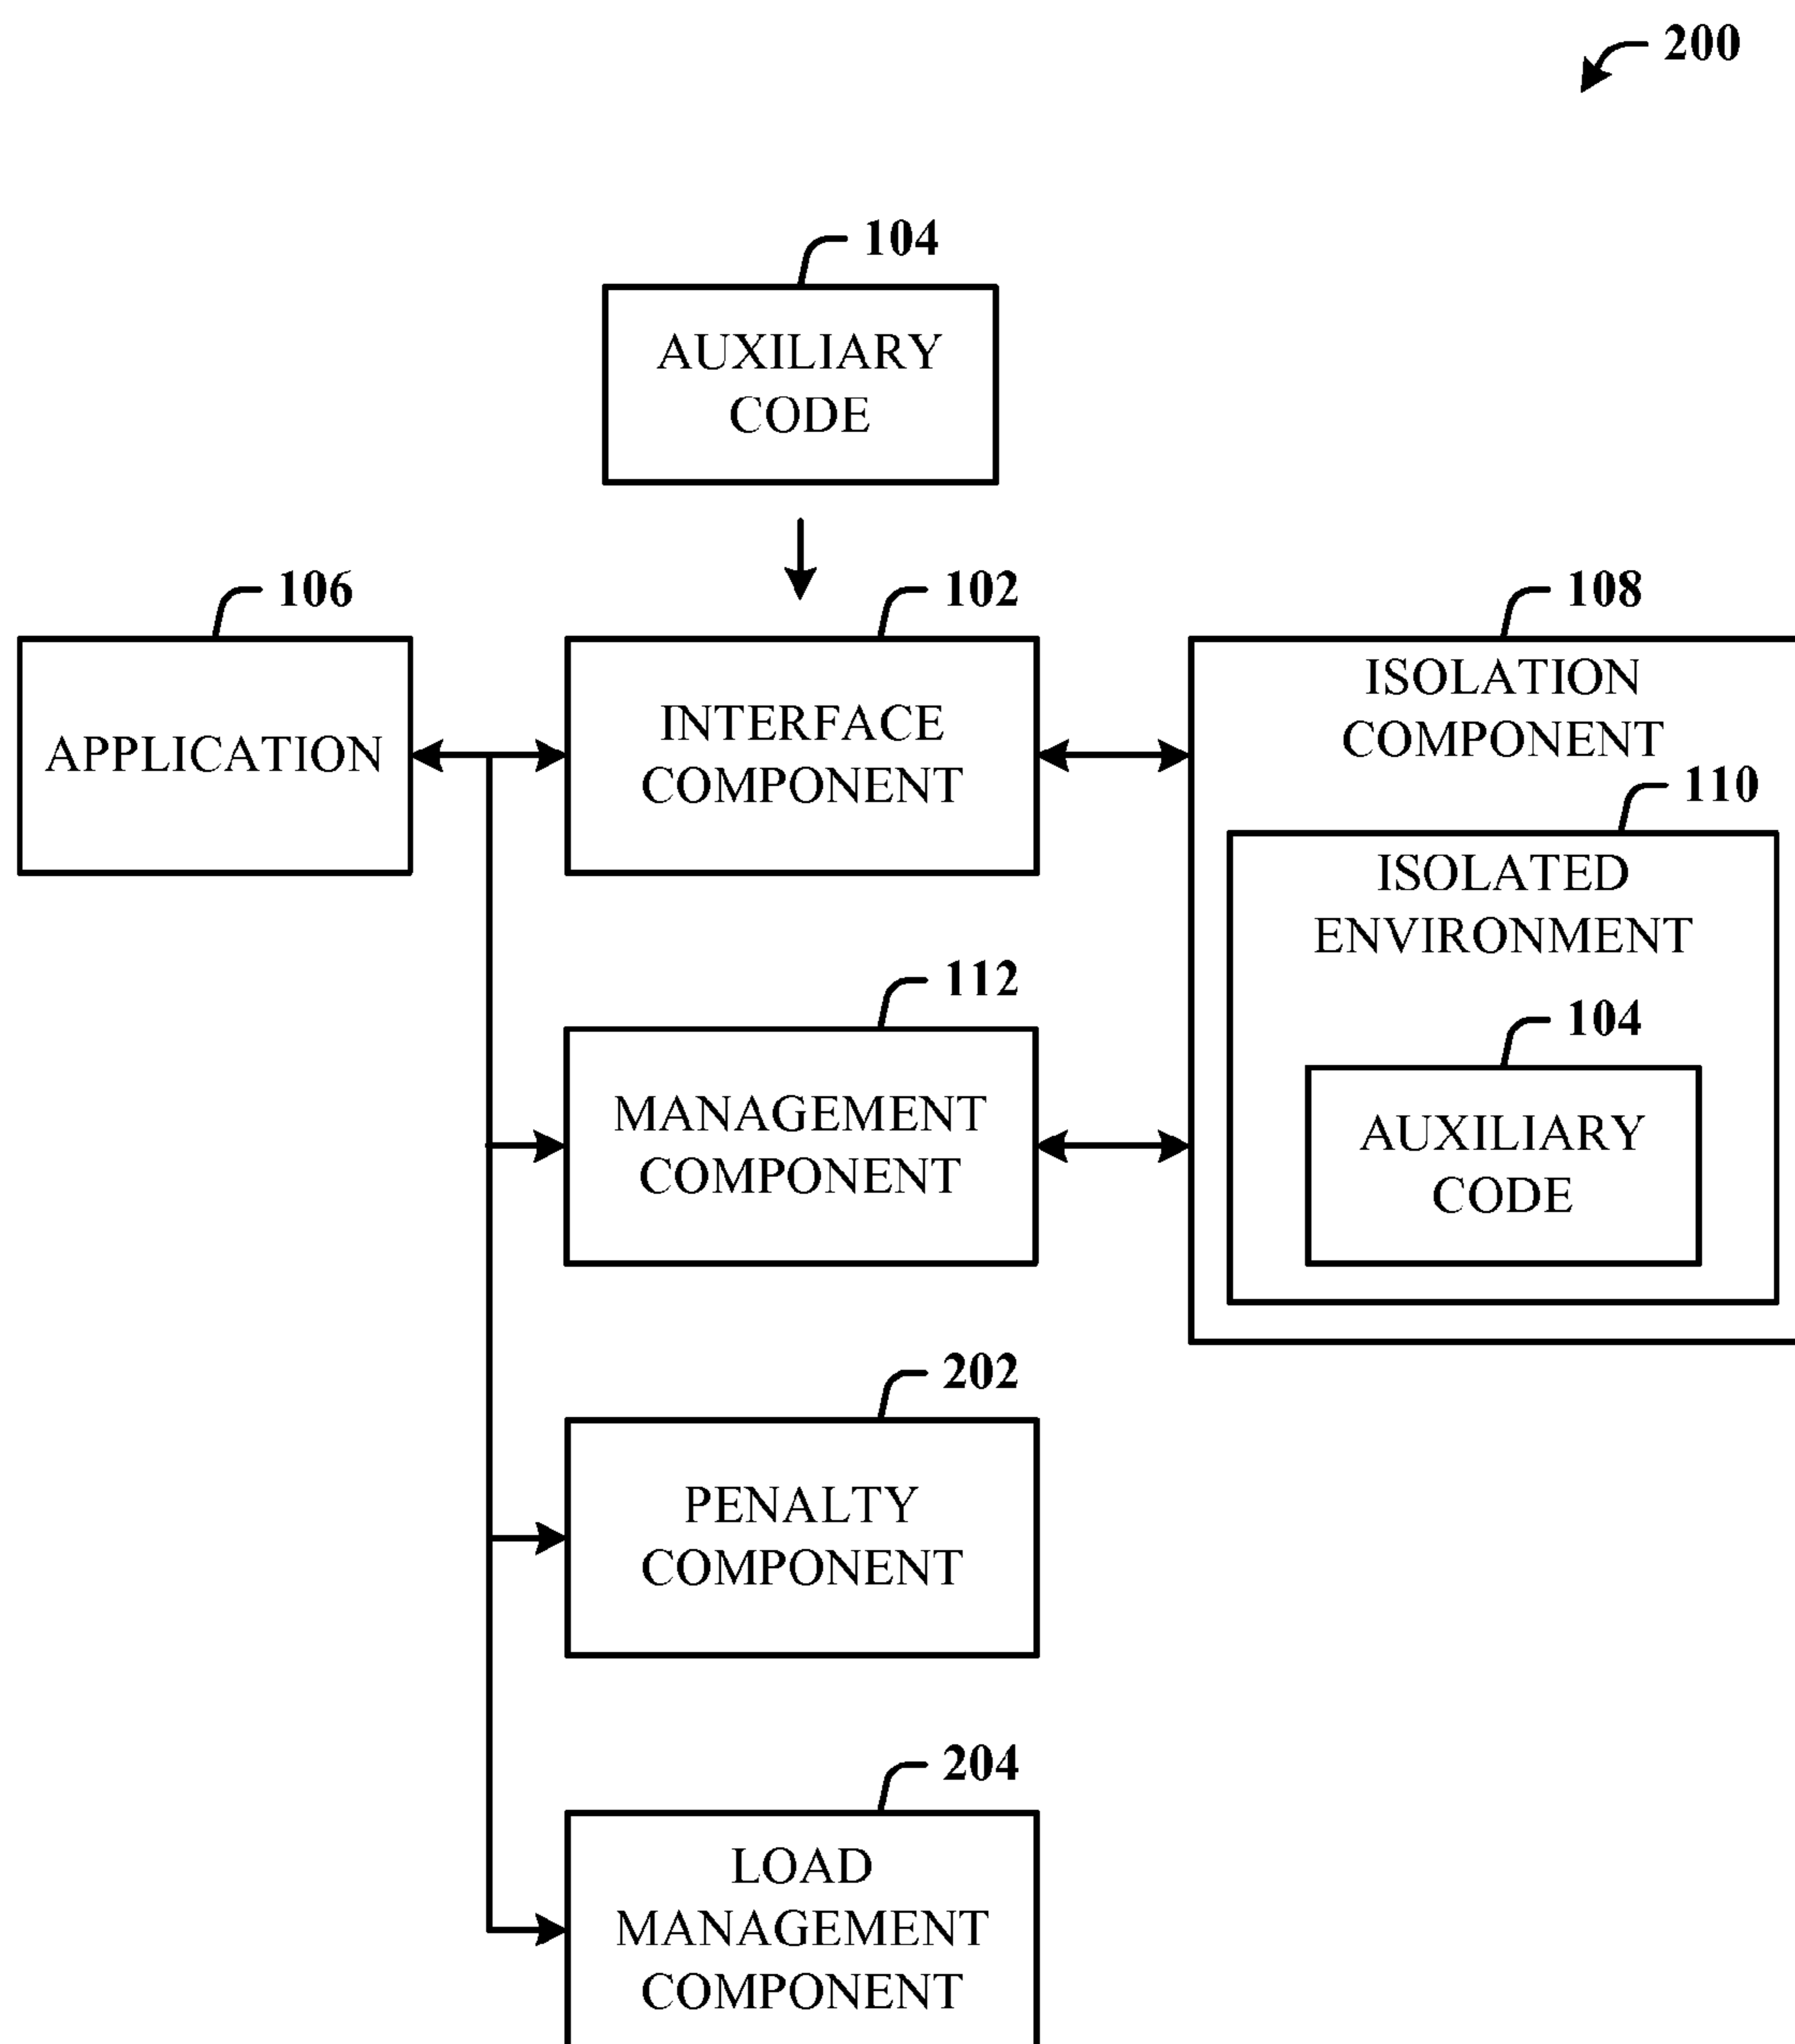 200
104
AUXILIARY
CODE
106
102
108
APPLICATION
INTERFACE
COMPONENT
ISOLATION
COMPONENT
110
ISOLATED
ENVIRONMENT
112
104
MANAGEMENT
COMPONENT
AUXILIARY
CODE
202
PENALTY
COMPONENT
204
LOAD
MANAGEMENT
COMPONENT